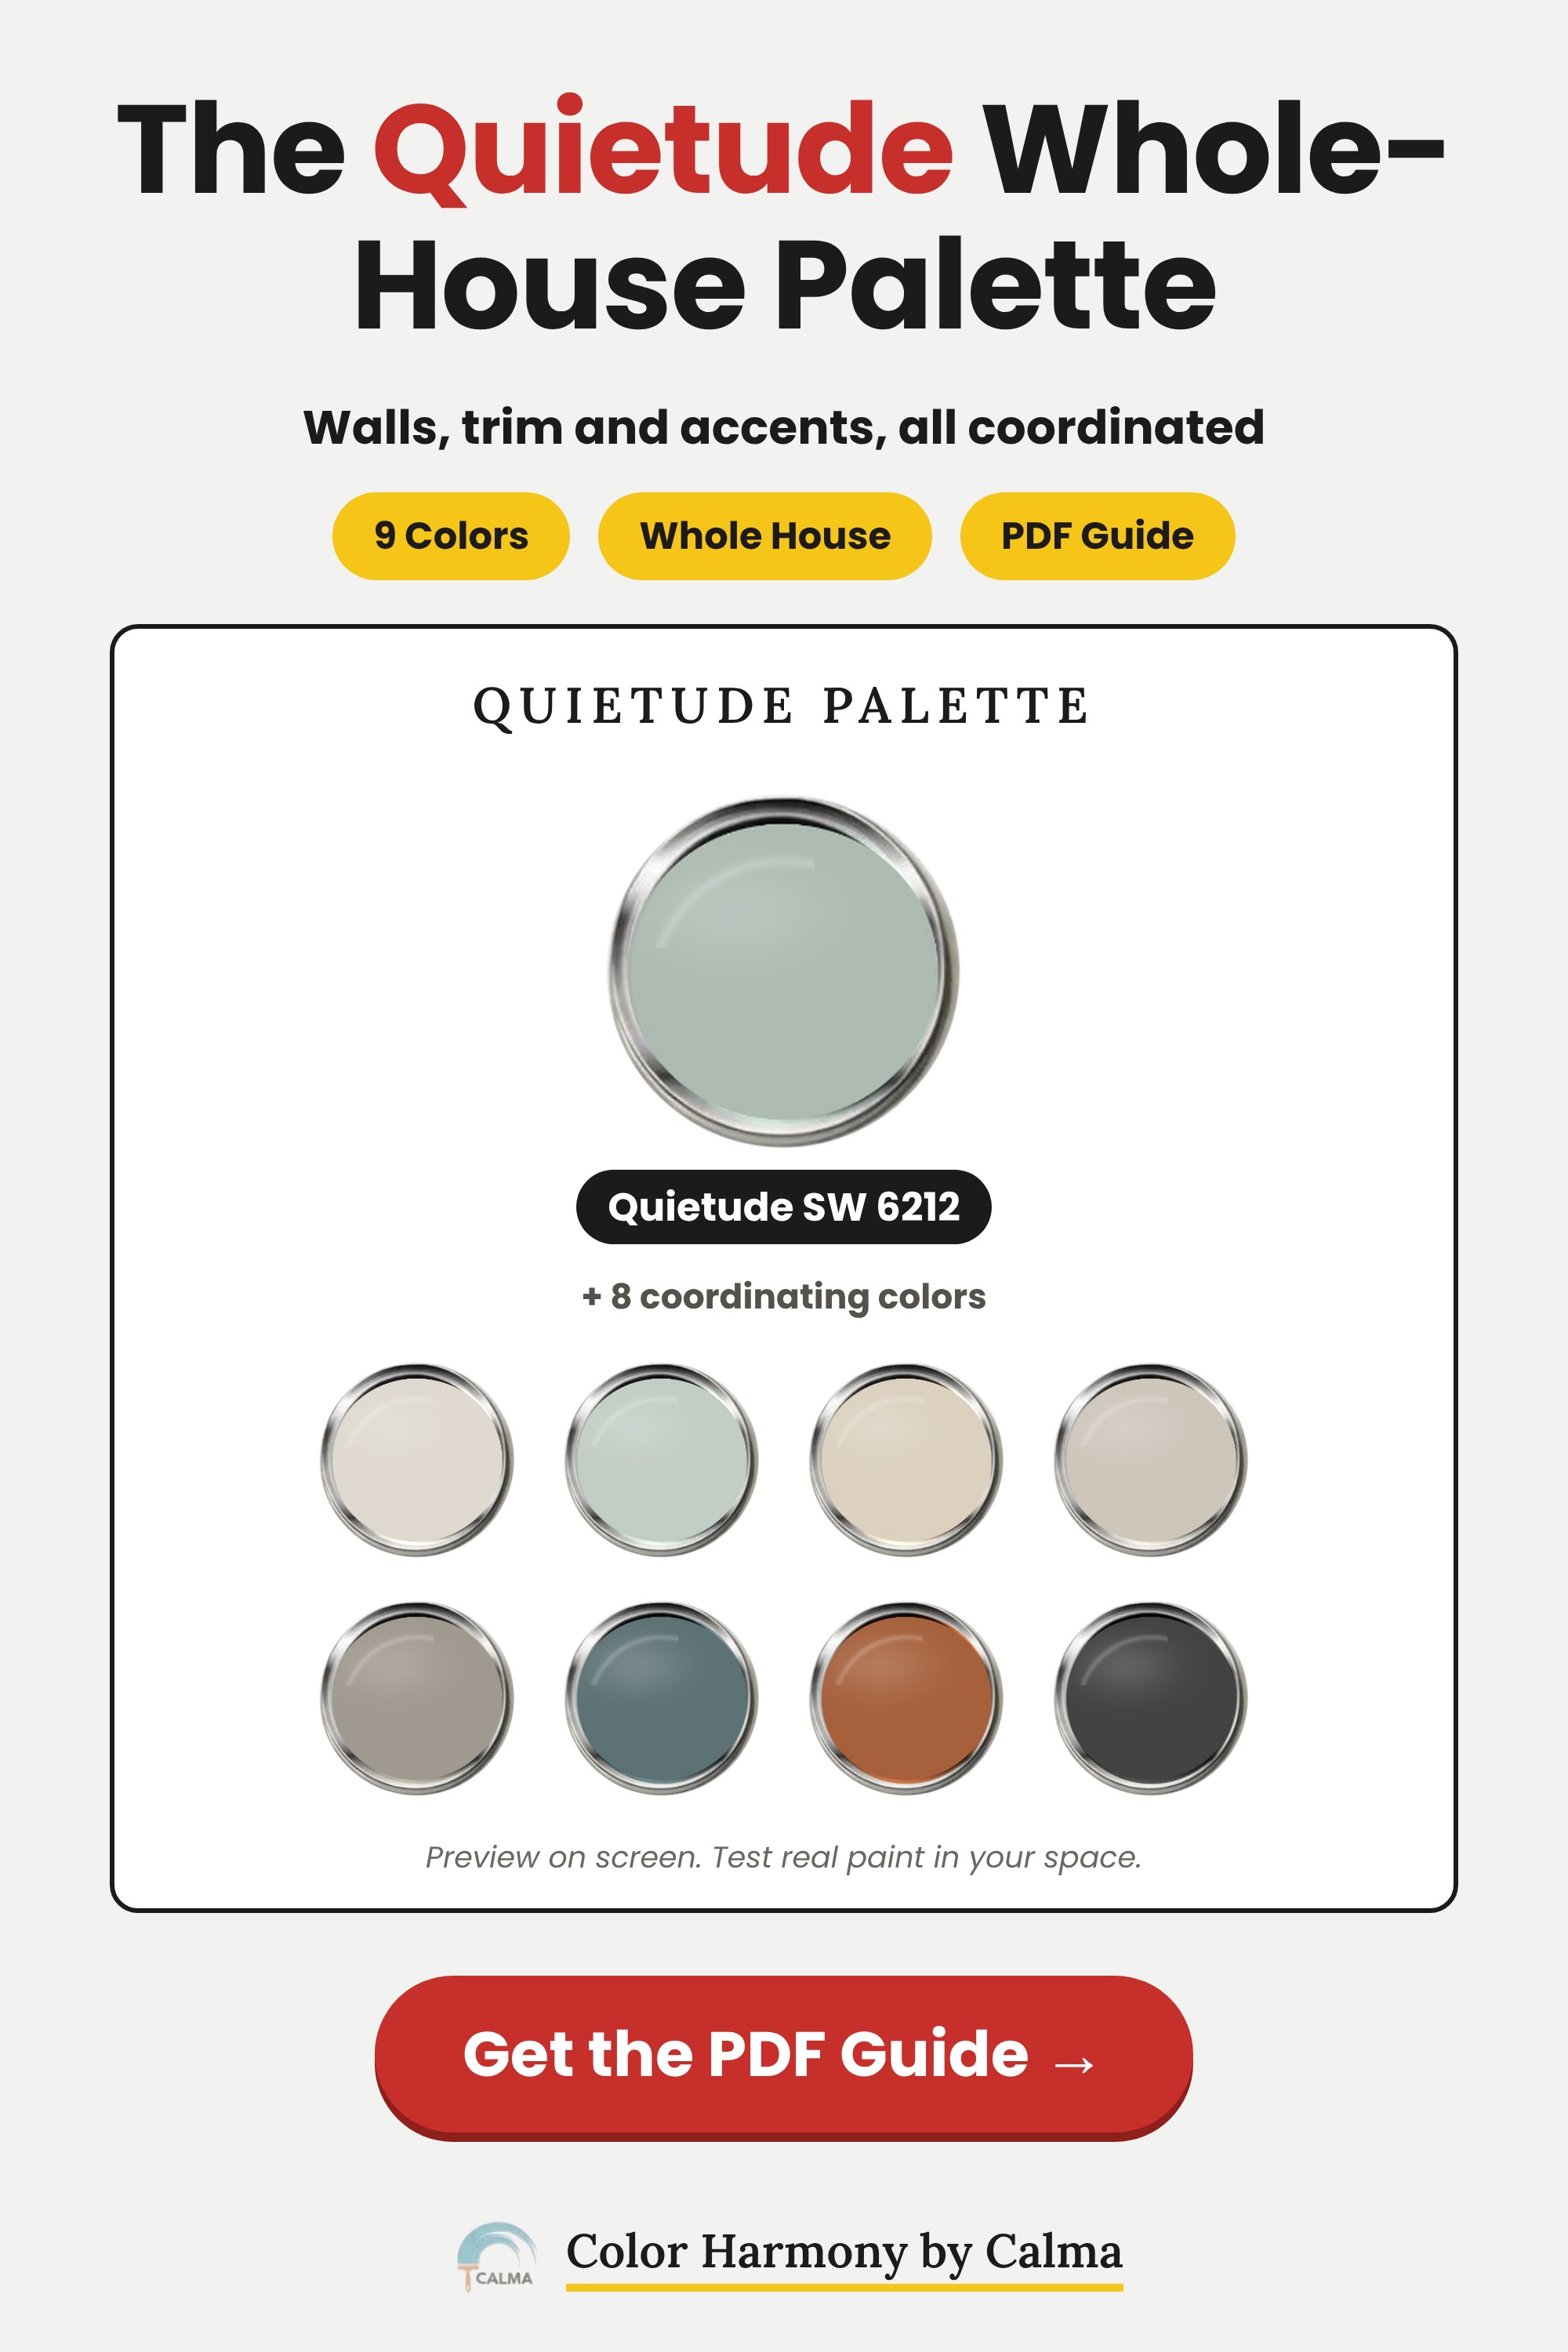 The Quietude Whole-
House Palette
Walls, trim and accents, all coordinated
9 Colors
Whole House
PDF Guide
QUIETUDE PALETTE
Quietude SW 6212
+ 8 coordinating colors
Preview on screen. Test real paint in your space.
Get the PDF Guide →
CALMA
Color Harmony by Calma